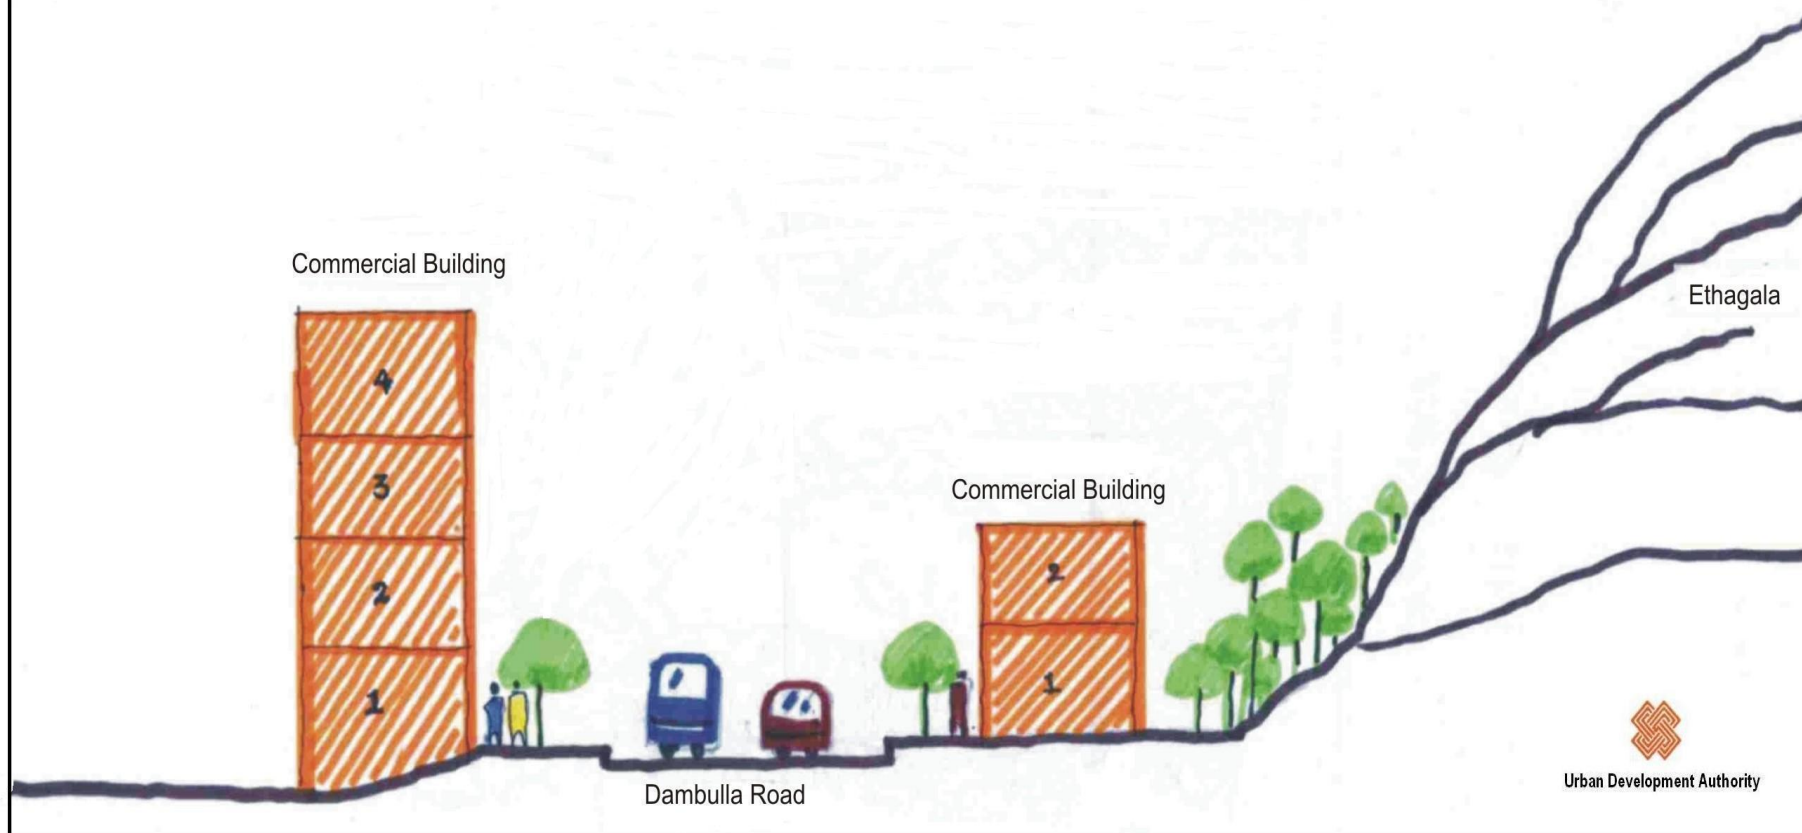 Commercial Building
4
3
2
1
Commercial Building
2
1
Ethagala
Dambulla Road
Urban Development Authority